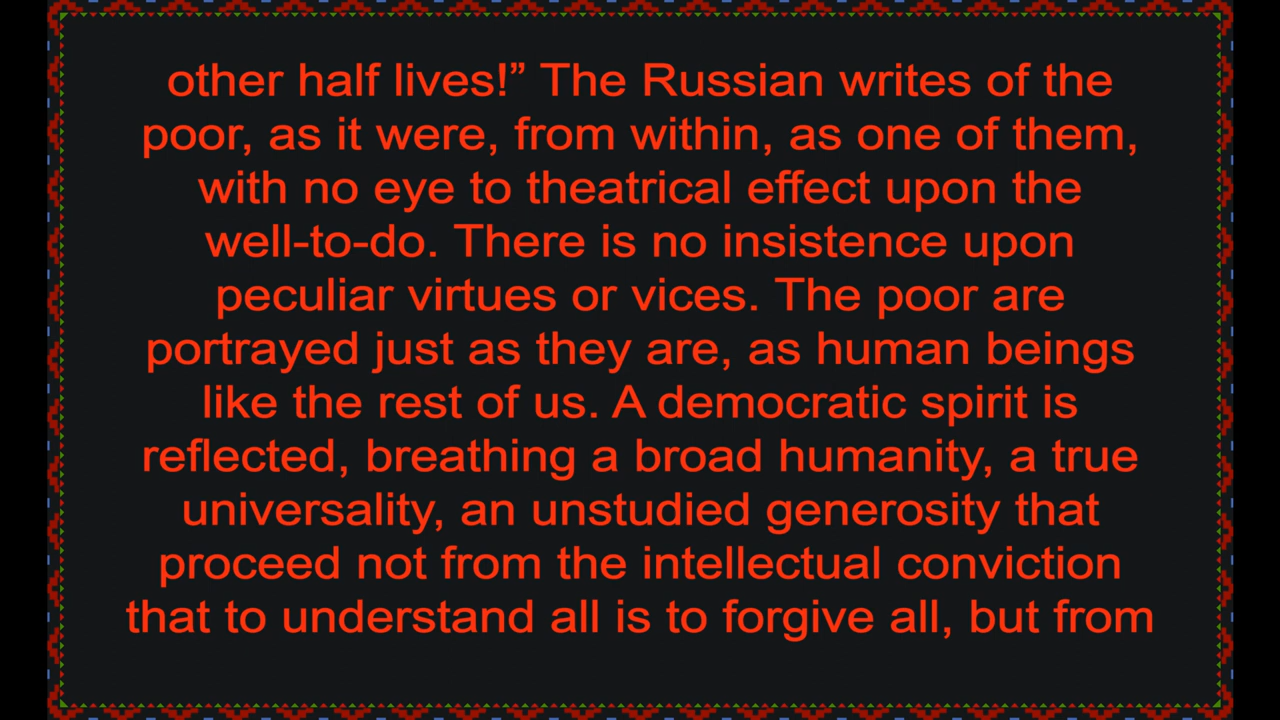 other half lives!” The Russian writes of the
poor, as it were, from within, as one of them,
with no eye to theatrical effect upon the
well-to-do. There is no insistence upon
peculiar virtues or vices. The poor are
portrayed just as they are, as human beings
like the rest of us. A democratic spirit is
reflected, breathing a broad humanity, a true
universality, an unstudied generosity that
proceed not from the intellectual conviction
that to understand all is to forgive all, but from